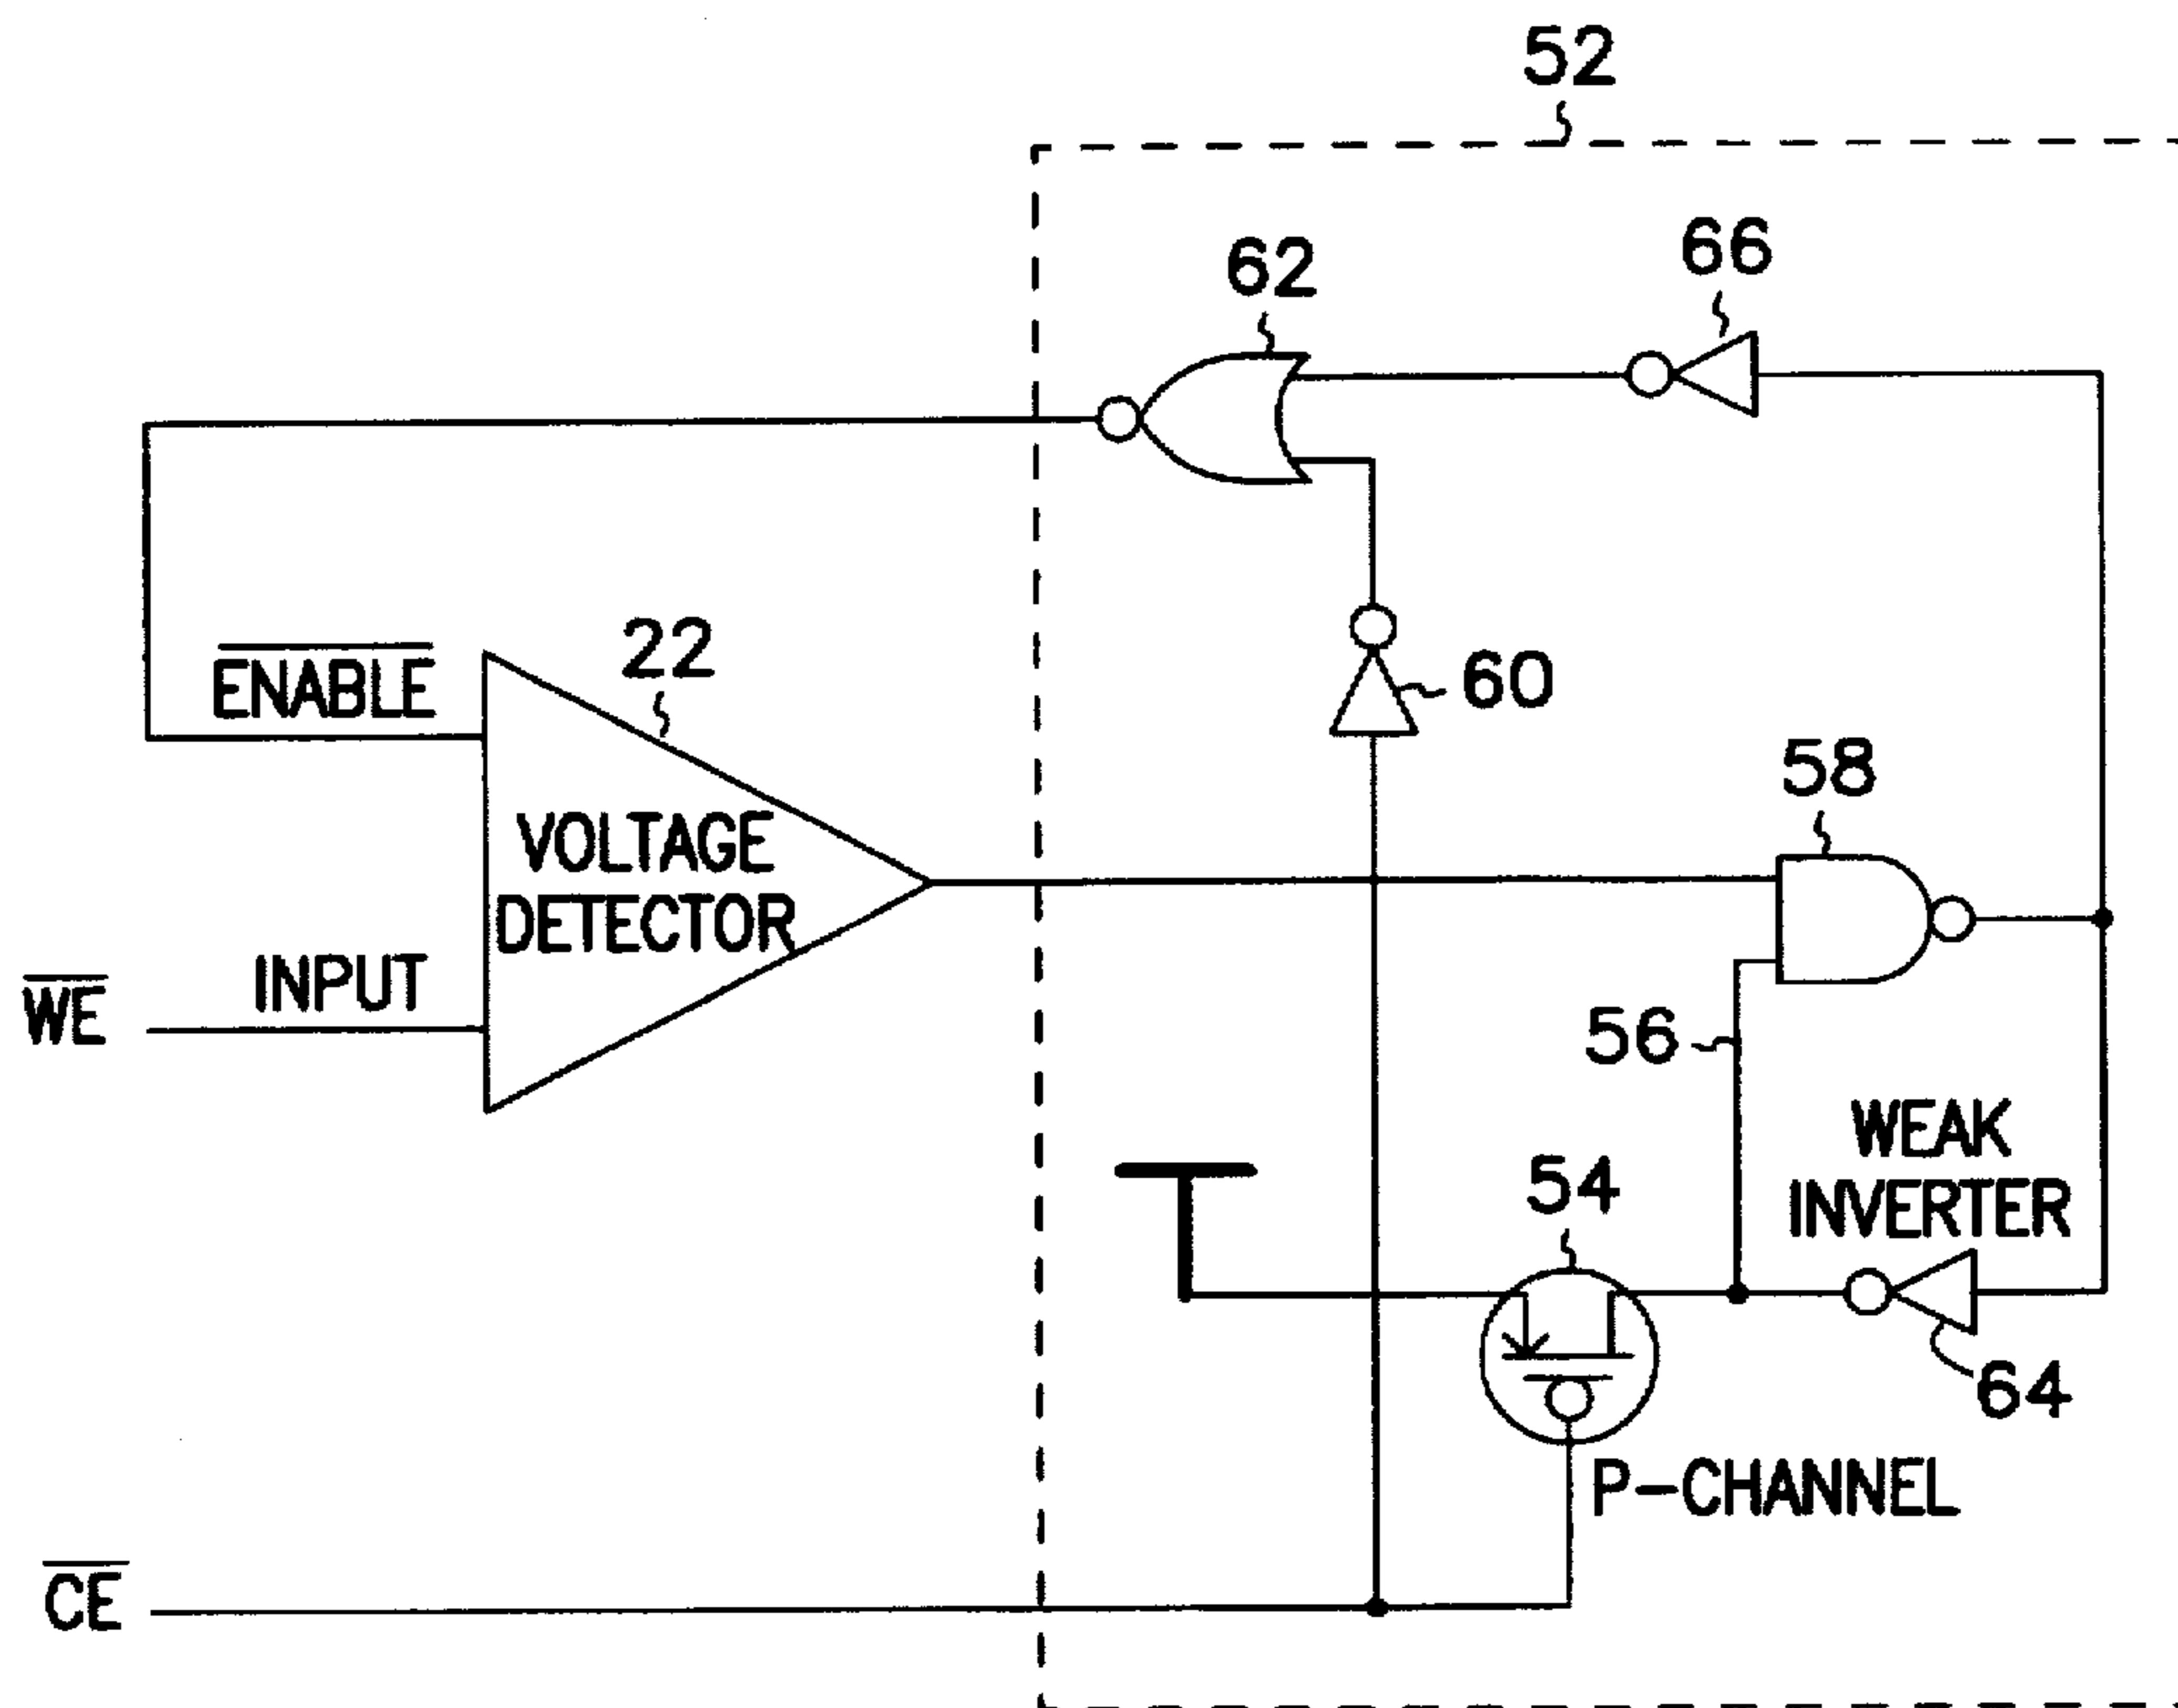 52
66
62
22
60
ENABLE
58
VOLTAGE
DETECTOR
INPUT
WE
56
WEAK
INVERTER
54
64
P-CHANNEL
CE